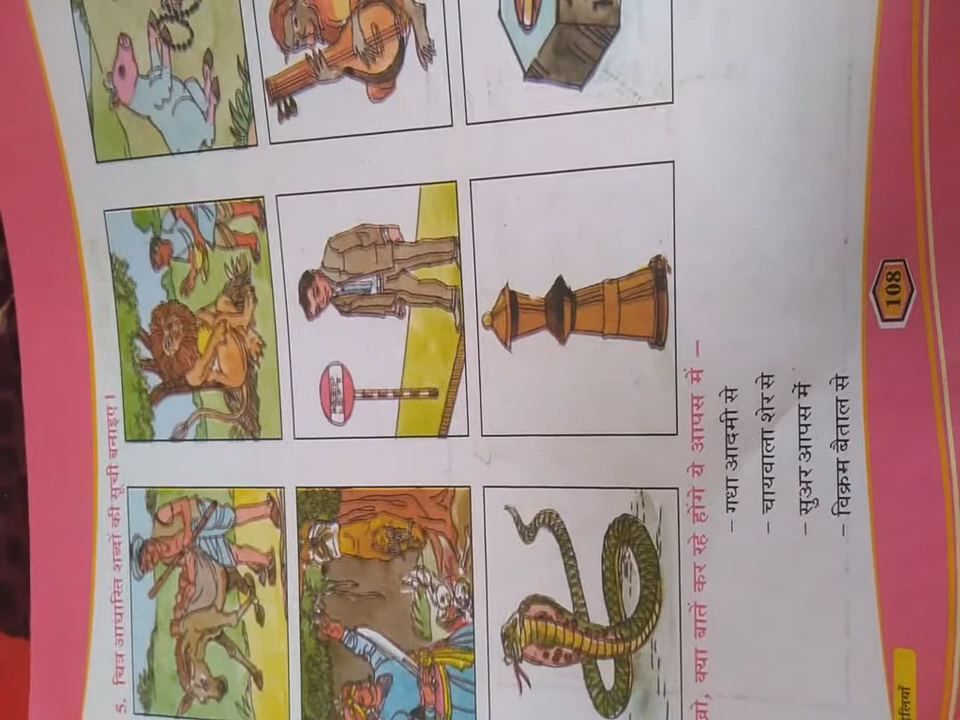 5. चित्र आधारित शब्दों की सूची बनाइए।
खो, क्या बातें कर रहे होंगे ये आपस में –
– गधा आदमी से
– चायवाला शेर से
– सुअर आपस में
– विक्रम बैताल से
108
लियाँ